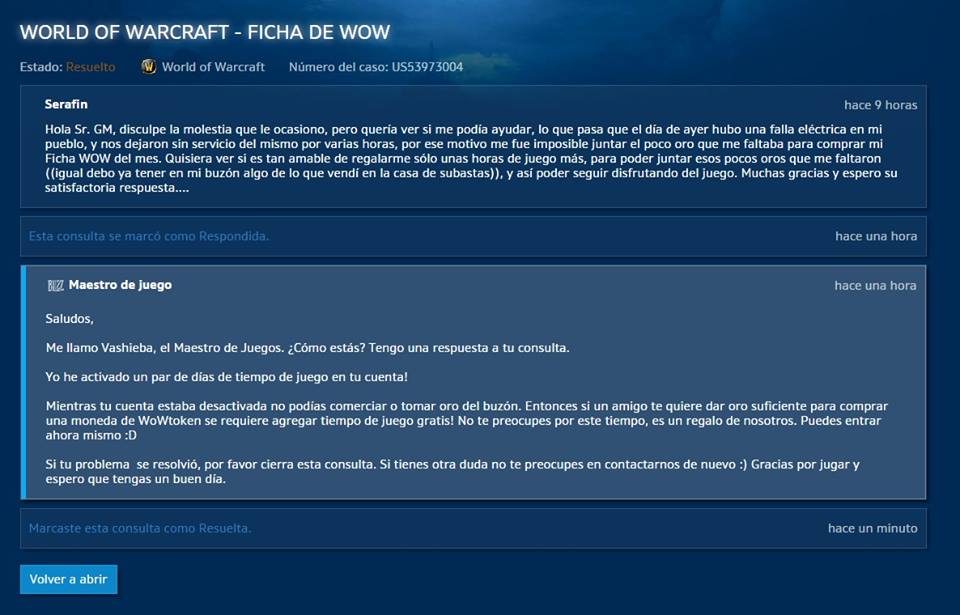 WORLD OF WARCRAFT - FICHA DE WOW
Estado: Resuelto World of Warcraft Número del caso: US53973004
Serafin hace 9 horas
Hola Sr. GM, disculpe la molestia que le ocasiono, pero quería ver si me podía ayudar, lo que pasa que el día de ayer hubo una falla eléctrica en mi
pueblo, y nos dejaron sin servicio del mismo por varias horas, por ese motivo me fue imposible juntar el poco oro que me faltaba para comprar mi
Ficha WOW del mes. Quisiera ver si es tan amable de regalarme sólo unas horas de juego más, para poder juntar esos pocos oros que me faltaron
((igual debo ya tener en mi buzón algo de lo que vendí en la casa de subastas)), y así poder seguir disfrutando del juego. Muchas gracias y espero su
satisfactoria respuesta....
Esta consulta se marcó como Respondida. hace una hora
BLIZZ Maestro de juego hace una hora
Saludos,
Me llamo Vashieba, el Maestro de Juegos. ¿Cómo estás? Tengo una respuesta a tu consulta.
Yo he activado un par de días de tiempo de juego en tu cuenta!
Mientras tu cuenta estaba desactivada no podías comerciar o tomar oro del buzón. Entonces si un amigo te quiere dar oro suficiente para comprar
una moneda de WoWtoken se requiere agregar tiempo de juego gratis! No te preocupes por este tiempo, es un regalo de nosotros. Puedes entrar
ahora mismo :D
Si tu problema  se resolvió, por favor cierra esta consulta. Si tienes otra duda no te preocupes en contactarnos de nuevo :) Gracias por jugar y
espero que tengas un buen día.
Marcaste esta consulta como Resuelta. hace un minuto
Volver a abrir